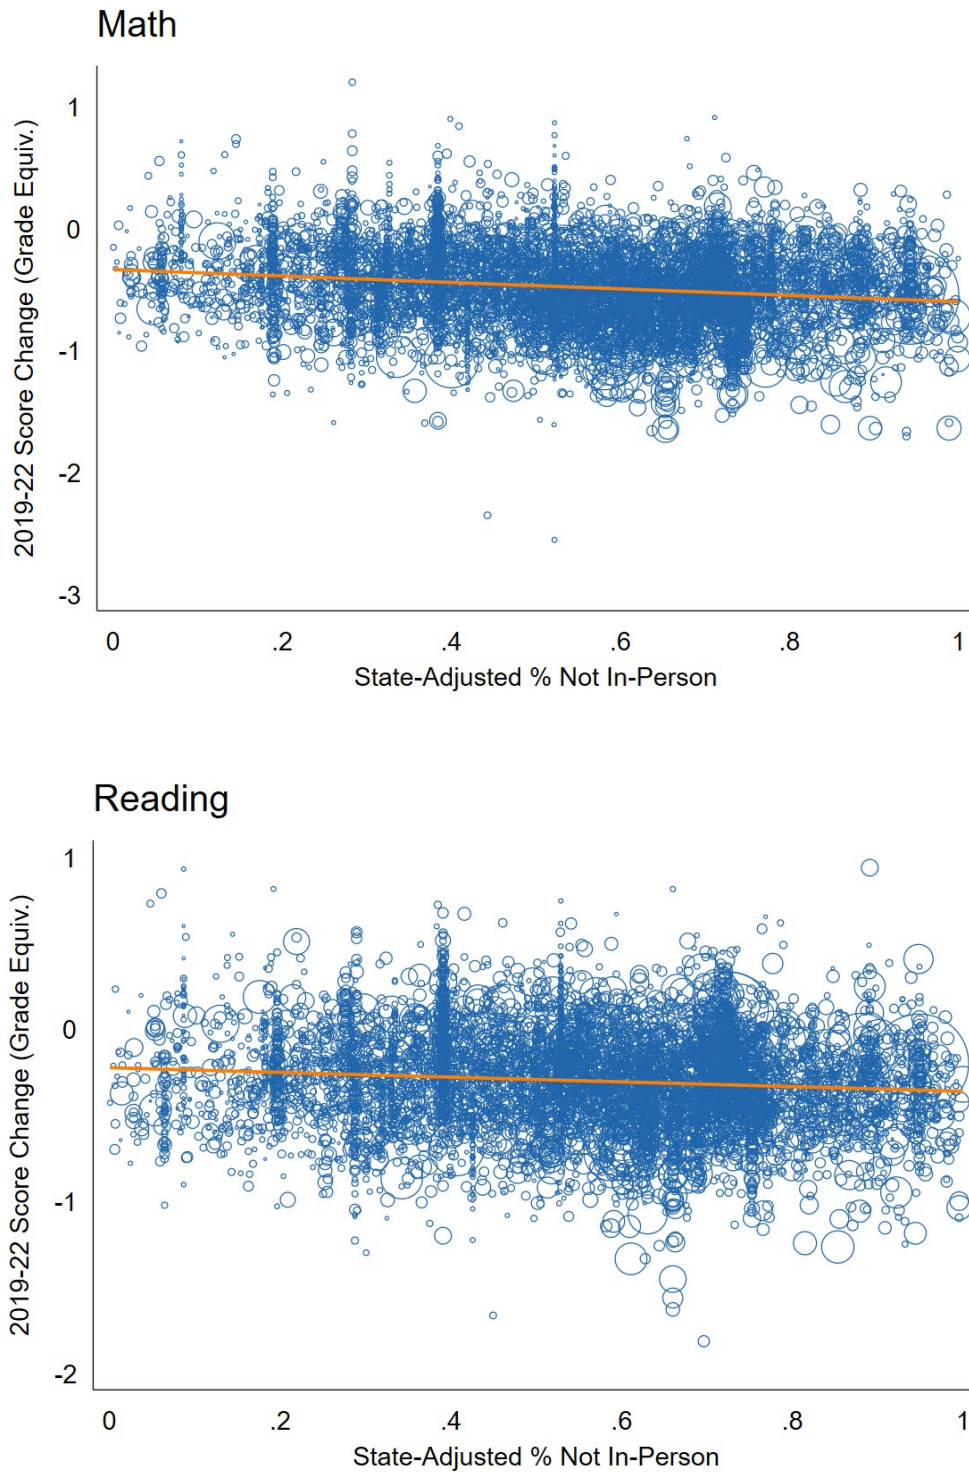 Math
2019-22 Score Change (Grade Equiv.)
1
0
-1
-2
-3
0 .2 .4 .6 .8 1
State-Adjusted % Not In-Person
Reading
2019-22 Score Change (Grade Equiv.)
1
0
-1
-2
0 .2 .4 .6 .8 1
State-Adjusted % Not In-Person